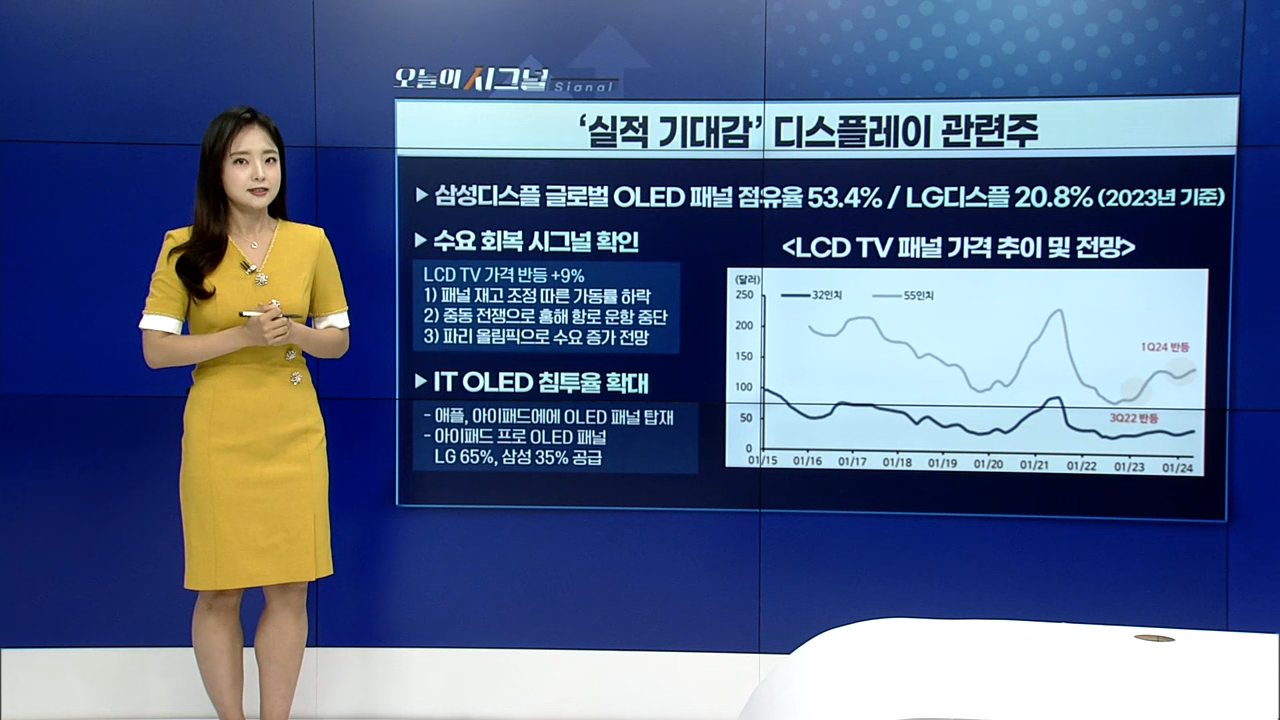 오늘의 시그널
Signal
‘실적 기대감’ 디스플레이 관련주
▶ 삼성디스플 글로벌 OLED 패널 점유율 53.4% / LG디스플 20.8% (2023년 기준)
▶ 수요 회복 시그널 확인
LCD TV 가격 반등 +9%
1) 패널 재고 조정 따른 가동률 하락
2) 중동 전쟁으로 홍해 항로 운항 중단
3) 파리 올림픽으로 수요 증가 전망
▶ IT OLED 침투율 확대
- 애플, 아이패드에에 OLED 패널 탑재
- 아이패드 프로 OLED 패널
LG 65%, 삼성 35% 공급
<LCD TV 패널 가격 추이 및 전망>
(달러)
32인치 55인치
250
200
150
100
50
0
1Q24 반등
3Q22 반등
01/15 01/16 01/17 01/18 01/19 01/20 01/21 01/22 01/23 01/24